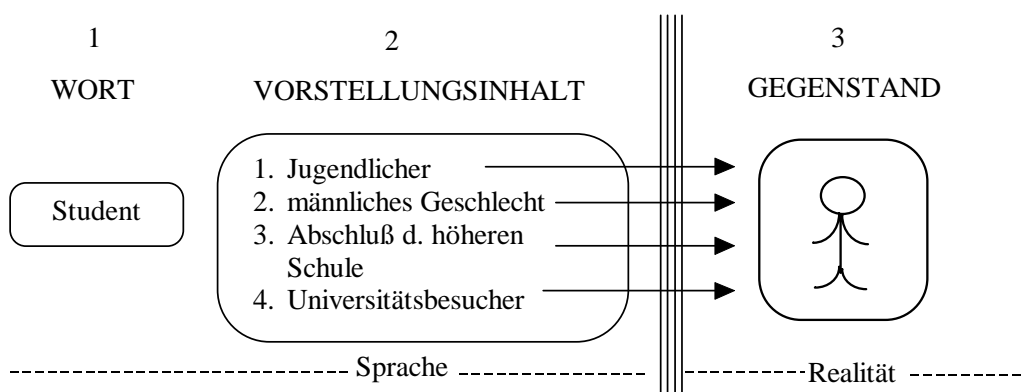 1 2 3
WORT VORSTELLUNGSINHALT GEGENSTAND
Student
1. Jugendlicher
2. männliches Geschlecht
3. Abschluß d. höheren
Schule
4. Universitätsbesucher
Sprache Realität